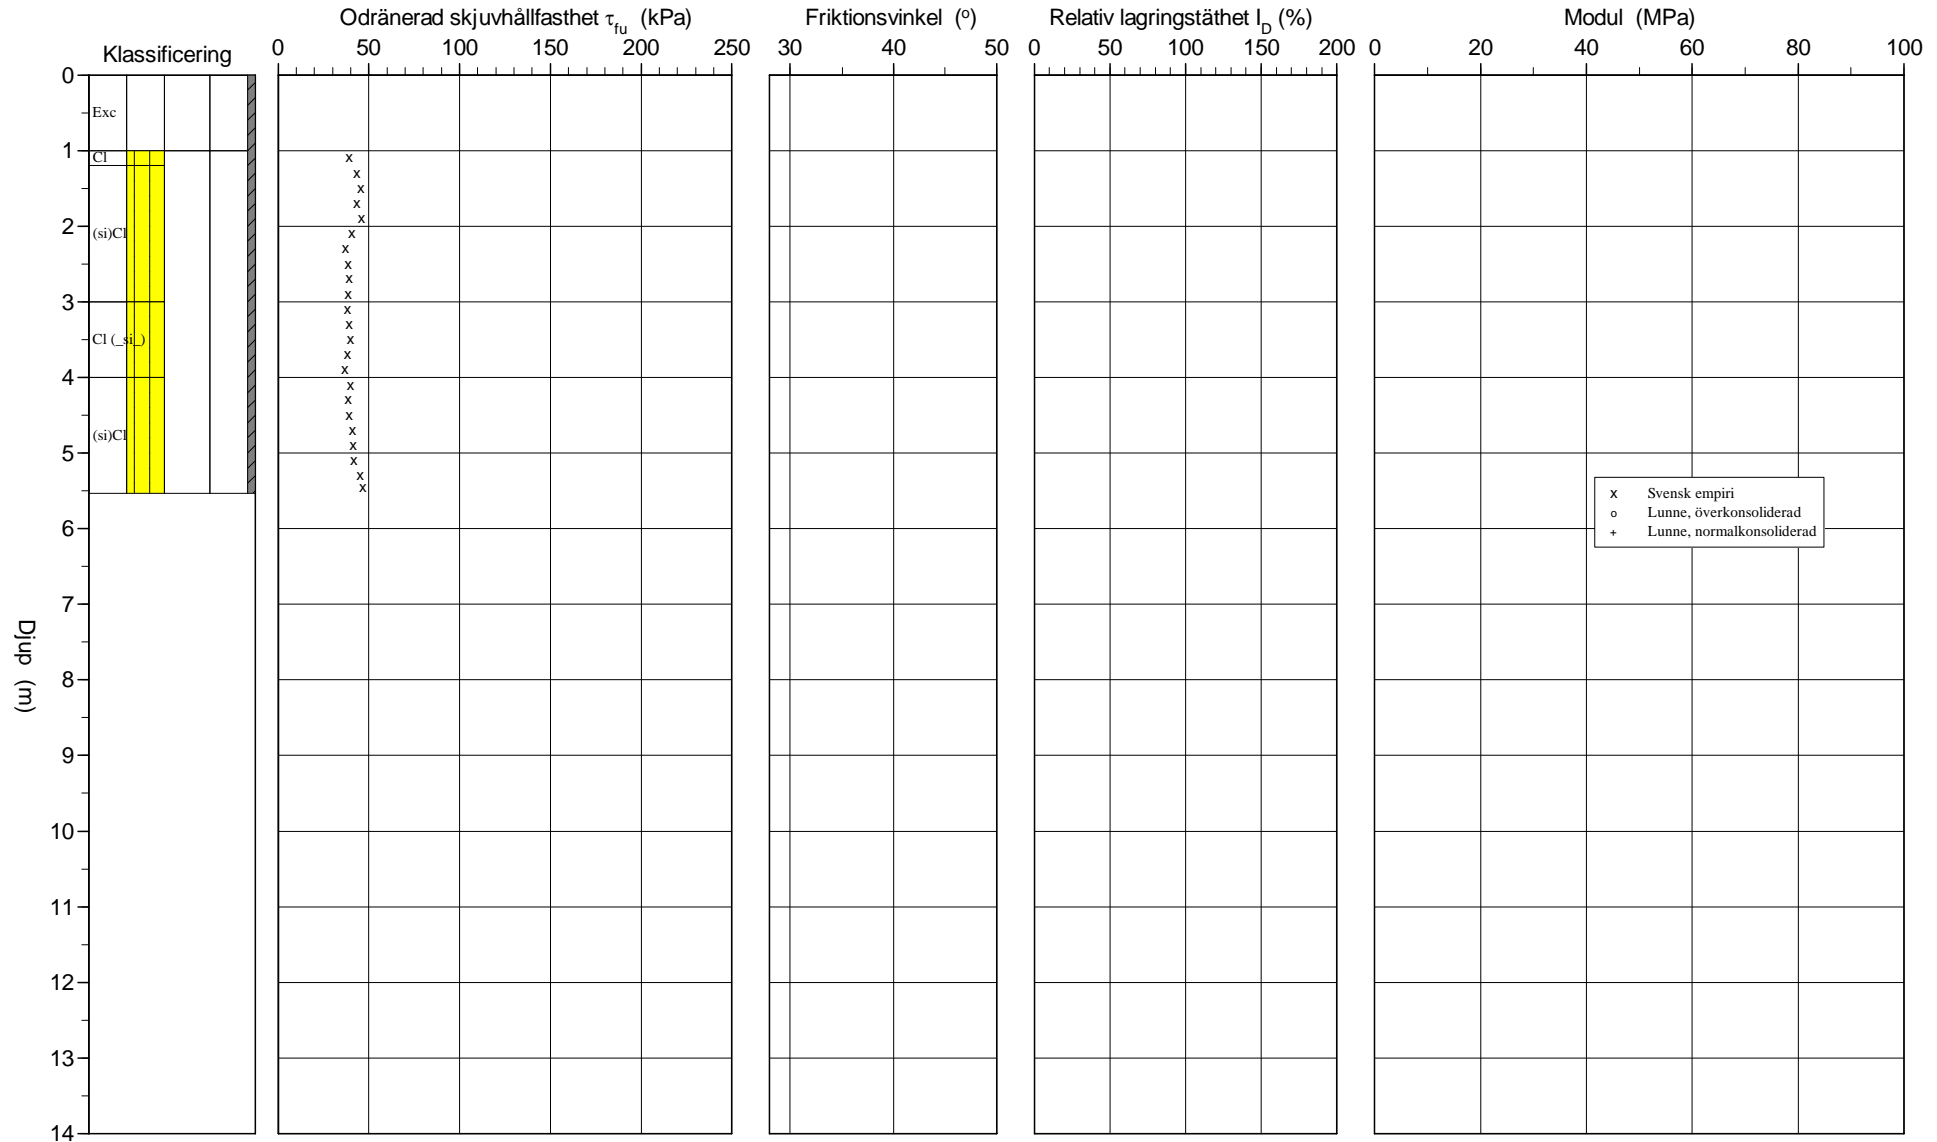 Klassificering
Odränerad skjuvhållfasthet τfu (kPa)
Friktionsvinkel (o)
Relativ lagringstäthet ID (%)
Modul (MPa)
0 50 100 150 200 250
30 40 50
0 50 100 150 200
0 20 40 60 80 100
Djup (m)
0
1
2
3
4
5
6
7
8
9
10
11
12
13
14
Exc
Cl
(si)Cl
Cl (_si_)
(si)Cl
x Svensk empiri
o Lunne, överkonsoliderad
+ Lunne, normalkonsoliderad